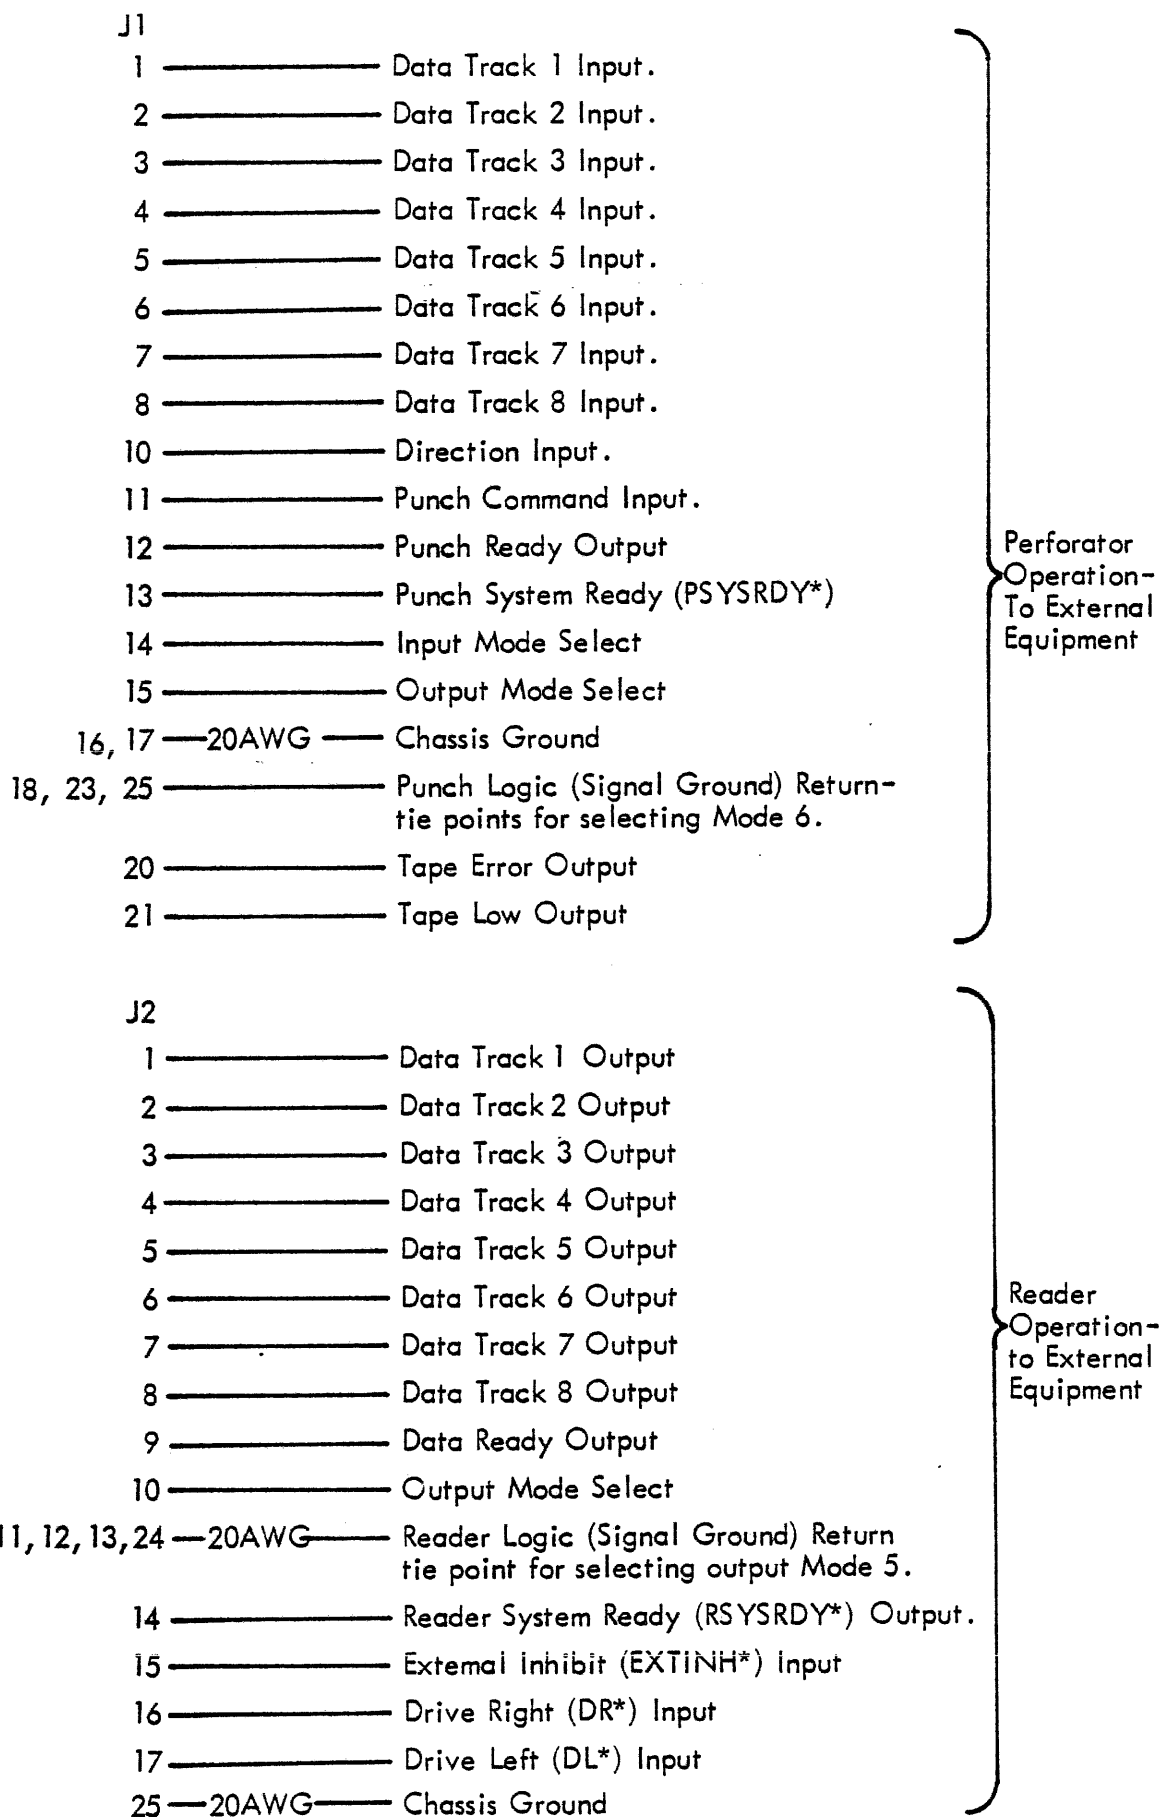 J1
1 Data Track 1 Input.
2 Data Track 2 Input.
3 Data Track 3 Input.
4 Data Track 4 Input.
5 Data Track 5 Input.
6 Data Track 6 Input.
7 Data Track 7 Input.
8 Data Track 8 Input.
10 Direction Input.
11 Punch Command Input.
12 Punch Ready Output
13 Punch System Ready (PSYSRDY*)
14 Input Mode Select
15 Output Mode Select
16, 17 20AWG Chassis Ground
18, 23, 25 Punch Logic (Signal Ground) Return-
tie points for selecting Mode 6.
20 Tape Error Output
21 Tape Low Output
Perforator
Operation-
To External
Equipment
J2
1 Data Track 1 Output
2 Data Track 2 Output
3 Data Track 3 Output
4 Data Track 4 Output
5 Data Track 5 Output
6 Data Track 6 Output
7 Data Track 7 Output
8 Data Track 8 Output
9 Data Ready Output
10 Output Mode Select
11, 12, 13, 24 20AWG Reader Logic (Signal Ground) Return
tie point for selecting output Mode 5.
14 Reader System Ready (RSYSRDY*) Output.
15 External Inhibit (EXTINH*) Input
16 Drive Right (DR*) Input
17 Drive Left (DL*) Input
25 20AWG Chassis Ground
Reader
Operation-
to External
Equipment